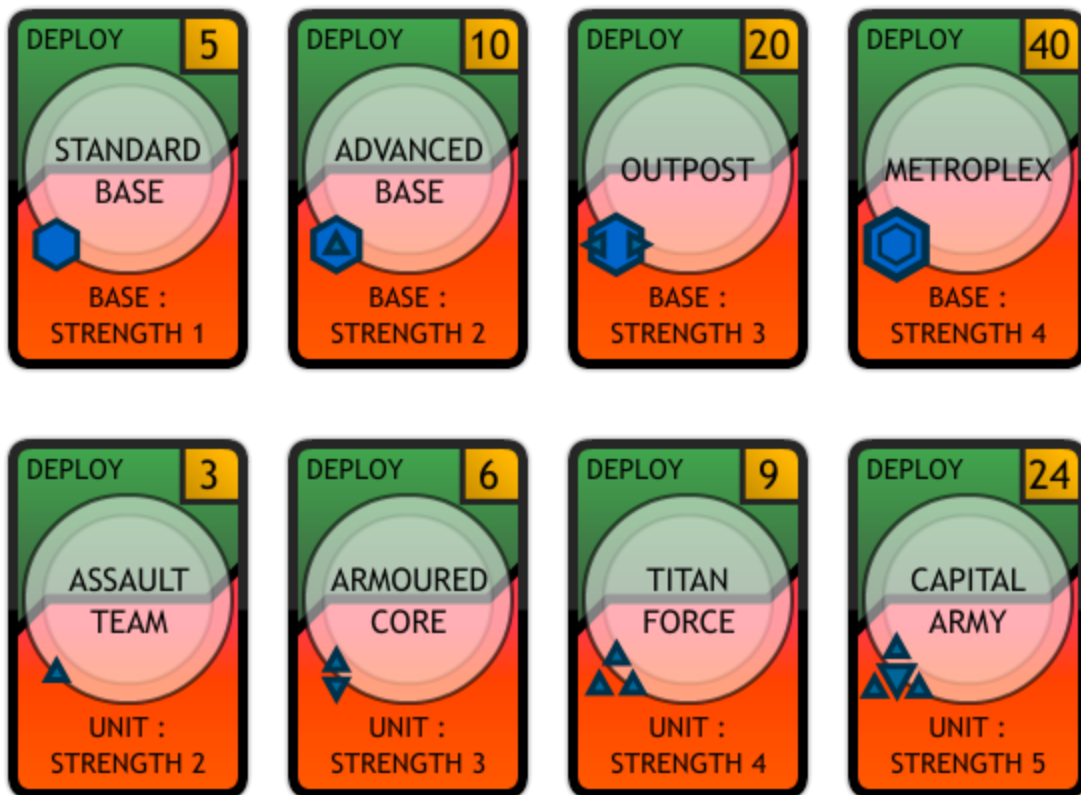 DEPLOY 5
STANDARD
BASE
BASE :
STRENGTH 1
DEPLOY 10
ADVANCED
BASE
BASE :
STRENGTH 2
DEPLOY 20
OUTPOST
BASE :
STRENGTH 3
DEPLOY 40
METROPLEX
BASE :
STRENGTH 4
DEPLOY 3
ASSAULT
TEAM
UNIT :
STRENGTH 2
DEPLOY 6
ARMOURED
CORE
UNIT :
STRENGTH 3
DEPLOY 9
TITAN
FORCE
UNIT :
STRENGTH 4
DEPLOY 24
CAPITAL
ARMY
UNIT :
STRENGTH 5